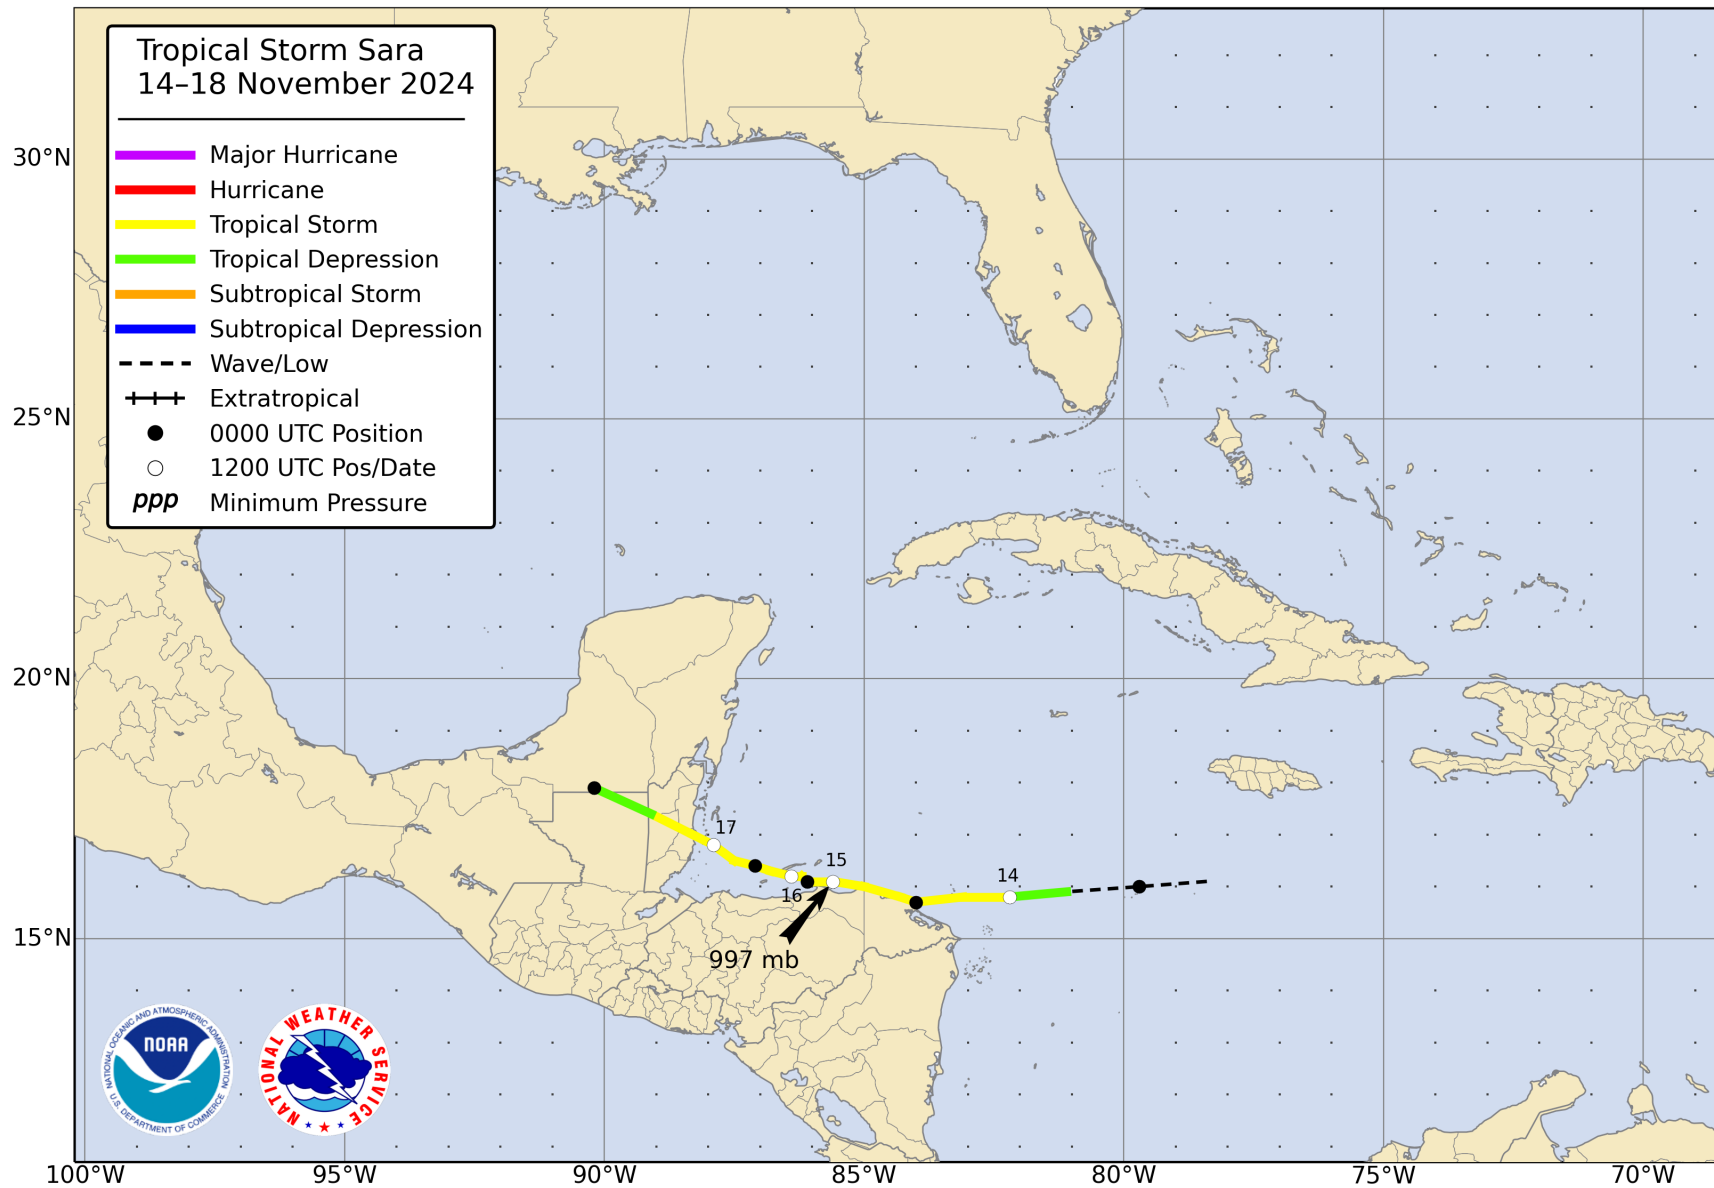 Tropical Storm Sara
14–18 November 2024
Major Hurricane
Hurricane
Tropical Storm
Tropical Depression
Subtropical Storm
Subtropical Depression
Wave/Low
Extratropical
0000 UTC Position
1200 UTC Pos/Date
ppp Minimum Pressure
30°N
25°N
20°N
15°N
17
15
16
14
997 mb
NATIONAL OCEANIC AND ATMOSPHERIC ADMINISTRATION
NOAA
U.S. DEPARTMENT OF COMMERCE
NATIONAL WEATHER SERVICE
100°W 95°W 90°W 85°W 80°W 75°W 70°W